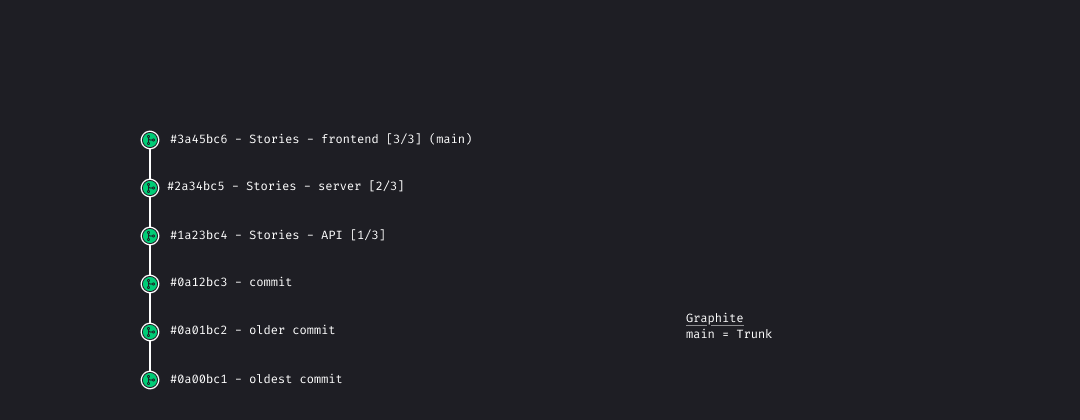 #3a45bc6 – Stories – frontend [3/3] (main)
#2a34bc5 – Stories – server [2/3]
#1a23bc4 – Stories – API [1/3]
#0a12bc3 – commit
#0a01bc2 – older commit
#0a00bc1 – oldest commit
Graphite
main = Trunk